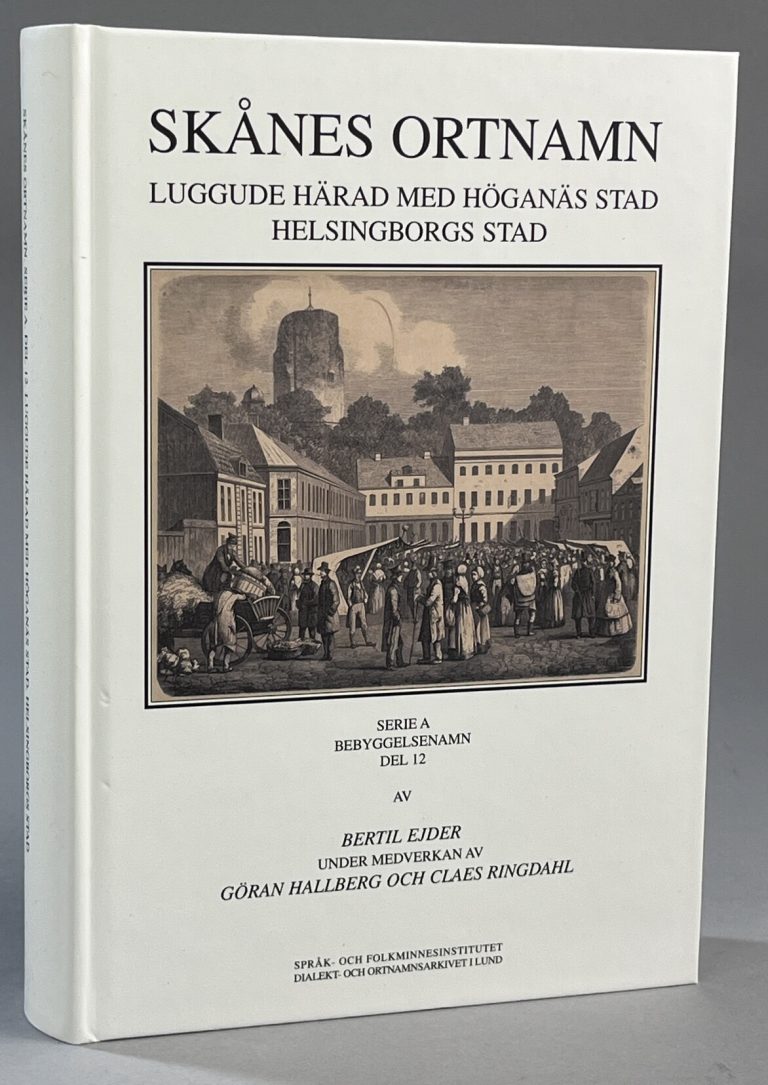 SKÅNES ORTNAMN
LUGGUDE HÄRAD MED HÖGANÄS STAD
HELSINGBORGS STAD
SERIE A
BEBYGGELSENAMN
DEL 12
AV
BERTIL EJDER
UNDER MEDVERKAN AV
GÖRAN HALLBERG OCH CLAES RINGDAHL
SPRÅK- OCH FOLKMINNESINSTITUTET
DIALEKT- OCH ORTNAMNSARKIVET I LUND
SKÅNES ORTNAMN. SERIE A. DEL 12. LUGGUDE HÄRAD MED HÖGANÄS STAD. HELSINGBORGS STAD